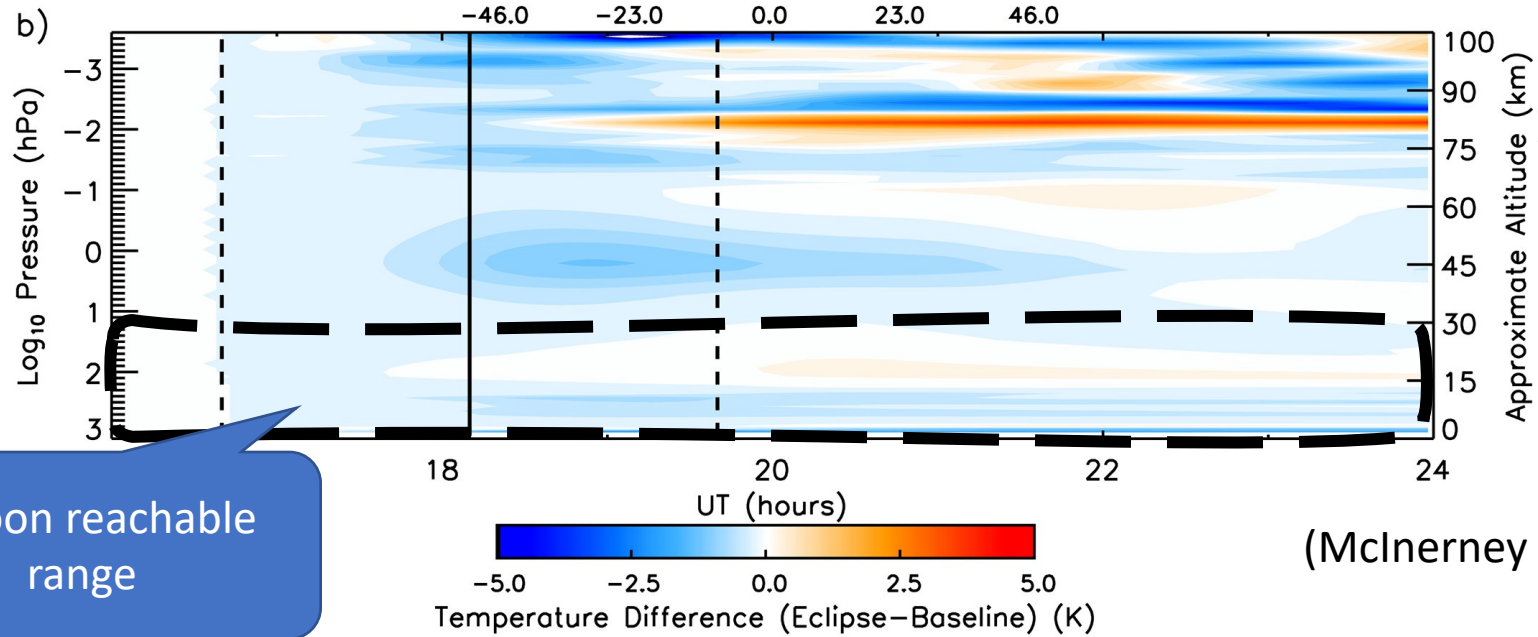 b)
-46.0 -23.0 0.0 23.0 46.0
-3
-2
-1
0
1
2
3
Log10 Pressure (hPa)
100
90
75
60
45
30
15
0
Approximate Altitude (km)
18 20 22 24
UT (hours)
-5.0 -2.5 0.0 2.5 5.0
Temperature Difference (Eclipse-Baseline) (K)
reachable
range
(McInerney